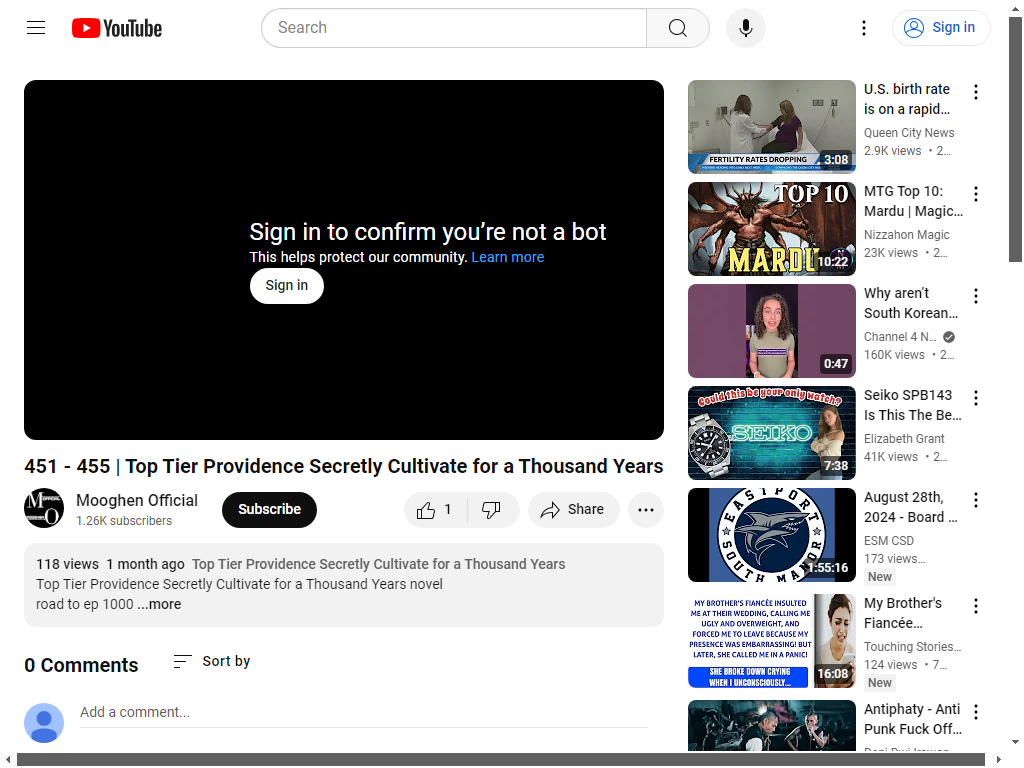 YouTube
Search
Sign in
Sign in to confirm you're not a bot
This helps protect our community. Learn more
Sign in
451 - 455 | Top Tier Providence Secretly Cultivate for a Thousand Years
Mooghen Official
1.26K subscribers
Subscribe
1
Share
118 views 1 month ago Top Tier Providence Secretly Cultivate for a Thousand Years
Top Tier Providence Secretly Cultivate for a Thousand Years novel
road to ep 1000 ...more
0 Comments
Sort by
Add a comment...
FERTILITY RATES DROPPING
3:08
U.S. birth rate
is on a rapid...
Queen City News
2.9K views • 2...
TOP 10
MARDU
10:22
MTG Top 10:
Mardu | Magic...
Nizzahon Magic
23K views • 2...
0:47
Why aren't
South Korean...
Channel 4 N...
160K views • 2...
Could this be your only watch?
SEIKO
7:38
Seiko SPB143
Is This The Be...
Elizabeth Grant
41K views • 2...
EASTPORT
SOUTH MANOR
1:55:16
August 28th,
2024 - Board ...
ESM CSD
173 views...
New
MY BROTHER'S FIANCÉE INSULTED
ME AT THEIR WEDDING, CALLING ME
UGLY AND OVERWEIGHT, AND
FORCED ME TO LEAVE BECAUSE MY
PRESENCE WAS EMBARRASSING! BUT
LATER, SHE CALLED ME IN A PANIC!
SHE BROKE DOWN CRYING
WHEN I UNCONSCIOUSLY...
16:08
My Brother's
Fiancée...
Touching Stories...
124 views • 7...
New
Antiphaty - Anti
Punk Fuck Off...